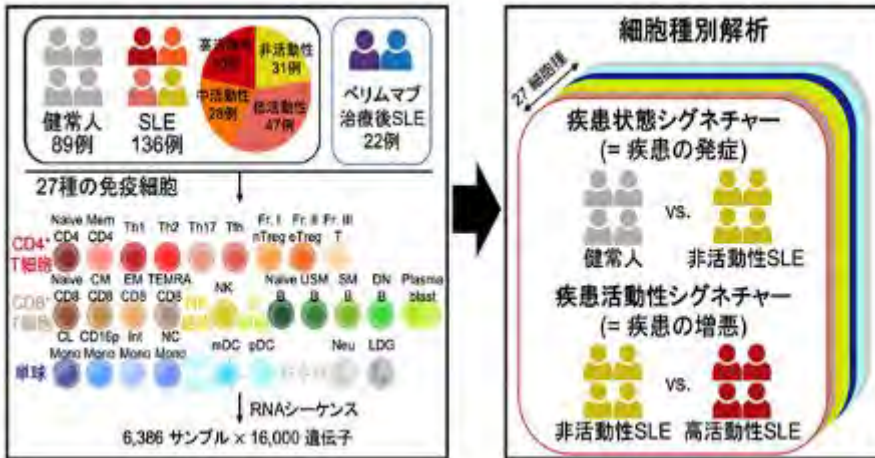 非活動性
31例
中活動性
28例
低活動性
47例
健常人
89例
SLE
136例
ベリムマブ
治療後SLE
22例
27種の免疫細胞
Naive CD4
Mem CD4
Th1
Th2
Th17
Tfh
Fr. I nTreg
Fr. II eTreg
Fr. III T
CD4+
T細胞
Naive CD8
CM CD8
EM CD8
TEMRA CD8
NK
Naive B
USM B
SM B
DN B
Plasma blast
CD8+
T細胞
CL Mono
CD16p Mono
Int Mono
NC Mono
mDC
pDC
Neu
LDG
単球
RNAシーケンス
6,386 サンプル × 16,000 遺伝子
細胞種別解析
27 細胞種
疾患状態シグネチャー
(= 疾患の発症)
vs.
健常人
非活動性SLE
疾患活動性シグネチャー
(= 疾患の増悪)
vs.
非活動性SLE
高活動性SLE